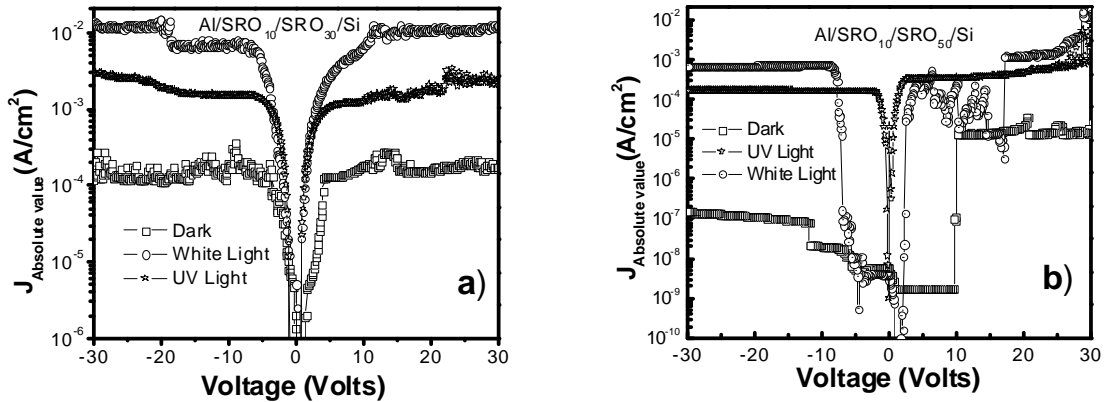 Al/SRO₁₀/SRO₃₀/Si
10⁻²
10⁻³
10⁻⁴
10⁻⁵
10⁻⁶
J Absolute value (A/cm²)
Dark
White Light
UV Light
a)
-30 -20 -10 0 10 20 30
Voltage (Volts)
Al/SRO₁₀/SRO₅₀/Si
10⁻²
10⁻³
10⁻⁴
10⁻⁵
10⁻⁶
10⁻⁷
10⁻⁸
10⁻⁹
10⁻¹⁰
J Absolute value (A/cm²)
Dark
UV Light
White Light
b)
-30 -20 -10 0 10 20 30
Voltage (Volts)